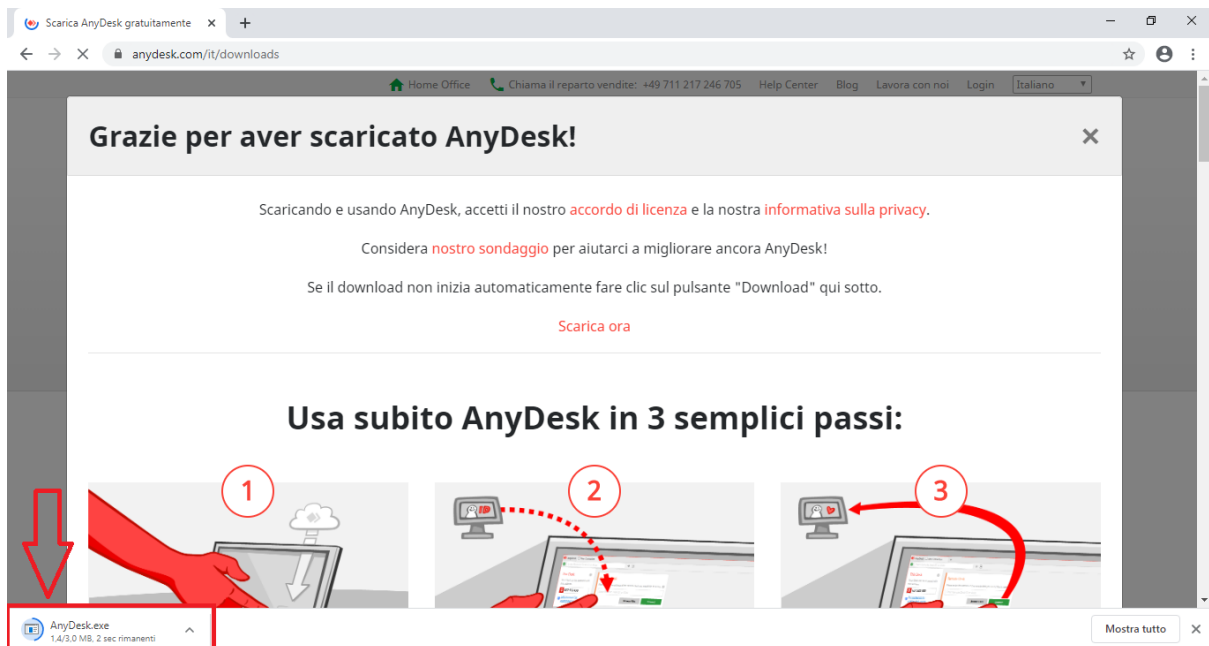 Scarica AnyDesk gratuitamente
anydesk.com/it/downloads
Home Office Chiama il reparto vendite: +49 711 217 246 705 Help Center Blog Lavora con noi Login Italiano
Grazie per aver scaricato AnyDesk!
Scaricando e usando AnyDesk, accetti il nostro accordo di licenza e la nostra informativa sulla privacy.
Considera nostro sondaggio per aiutarci a migliorare ancora AnyDesk!
Se il download non inizia automaticamente fare clic sul pulsante "Download" qui sotto.
Scarica ora
Usa subito AnyDesk in 3 semplici passi:
1 2 3
AnyDesk.exe
1,4/3,0 MB, 2 sec rimanenti
Mostra tutto